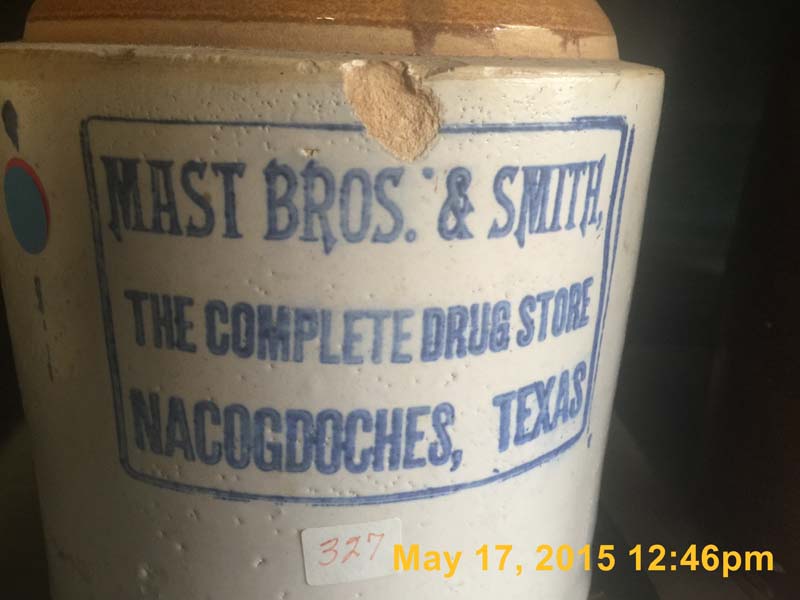 MAST BROS. & SMITH,
THE COMPLETE DRUG STORE
NACOGDOCHES, TEXAS
327
May 17, 2015 12:46pm